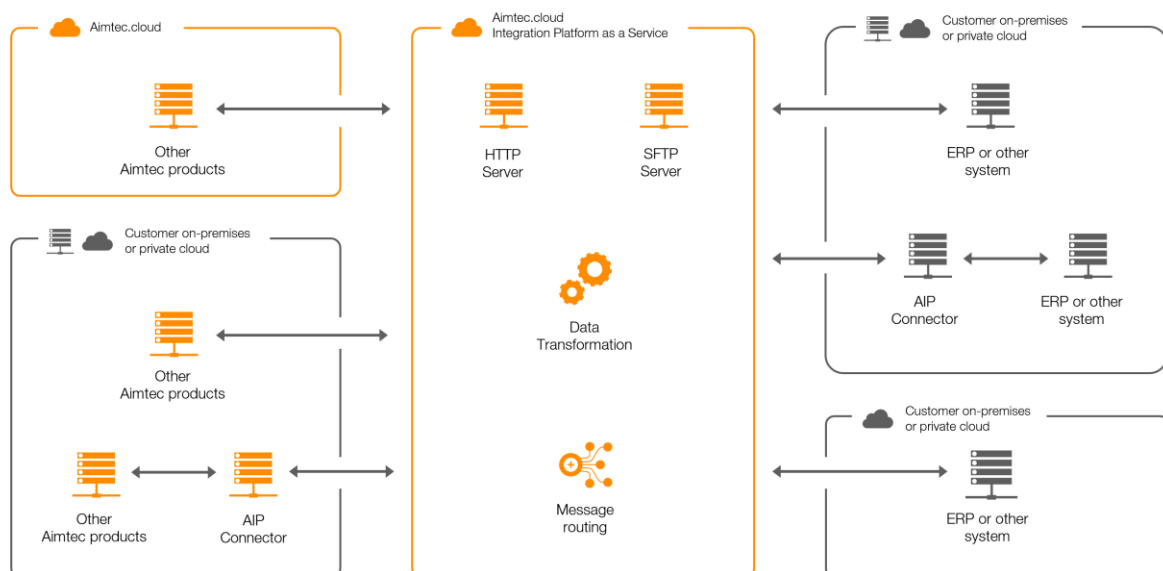 Aimtec.cloud
Other
Aimtec products
Customer on-premises
or private cloud
Other
Aimtec products
Other
Aimtec products
AIP
Connector
Aimtec.cloud
Integration Platform as a Service
HTTP
Server
SFTP
Server
Data
Transformation
Message
routing
Customer on-premises
or private cloud
ERP or other
system
AIP
Connector
ERP or other
system
Customer on-premises
or private cloud
ERP or other
system